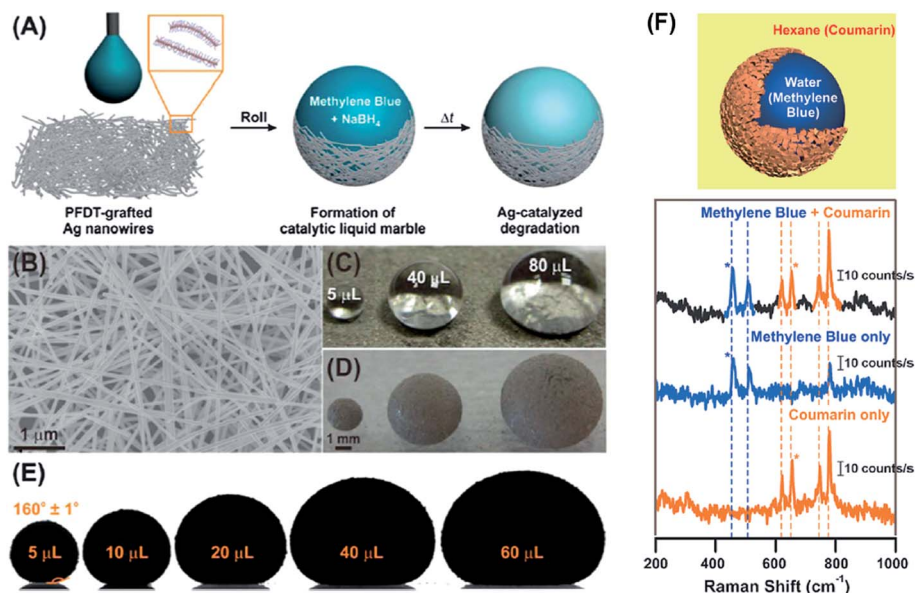 (A)
Methylene Blue
+ NaBH₄
Roll
Δt
PFDT-grafted
Ag nanowires
Formation of
catalytic liquid marble
Ag-catalyzed
degradation
(B)
1 μm
(C)
5 μL
40 μL
80 μL
(D)
1 mm
(E)
160° ± 1°
5 μL
10 μL
20 μL
40 μL
60 μL
(F)
Hexane (Coumarin)
Water
(Methylene
Blue)
Methylene Blue + Coumarin
*
*
10 counts/s
Methylene Blue only
*
10 counts/s
Coumarin only
*
10 counts/s
200 400 600 800 1000
Raman Shift (cm⁻¹)